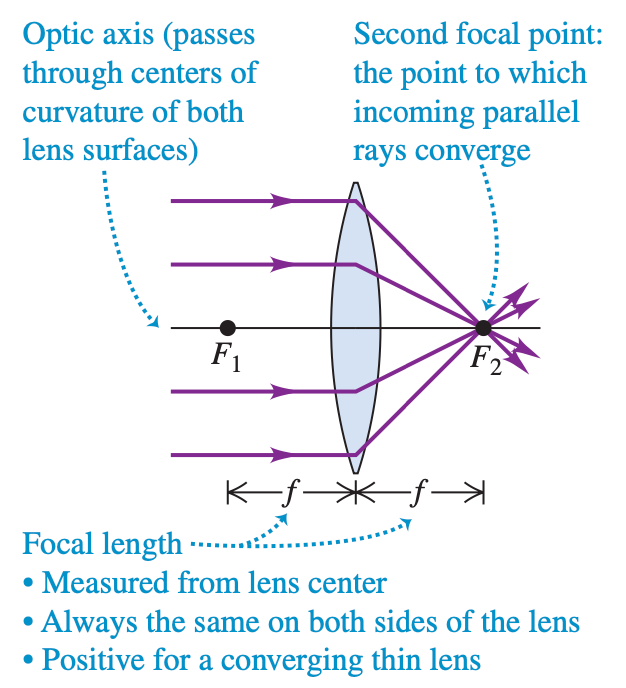 Optic axis (passes
through centers of
curvature of both
lens surfaces)
Second focal point:
the point to which
incoming parallel
rays converge
F₁
F₂
f
f
Focal length
• Measured from lens center
• Always the same on both sides of the lens
• Positive for a converging thin lens